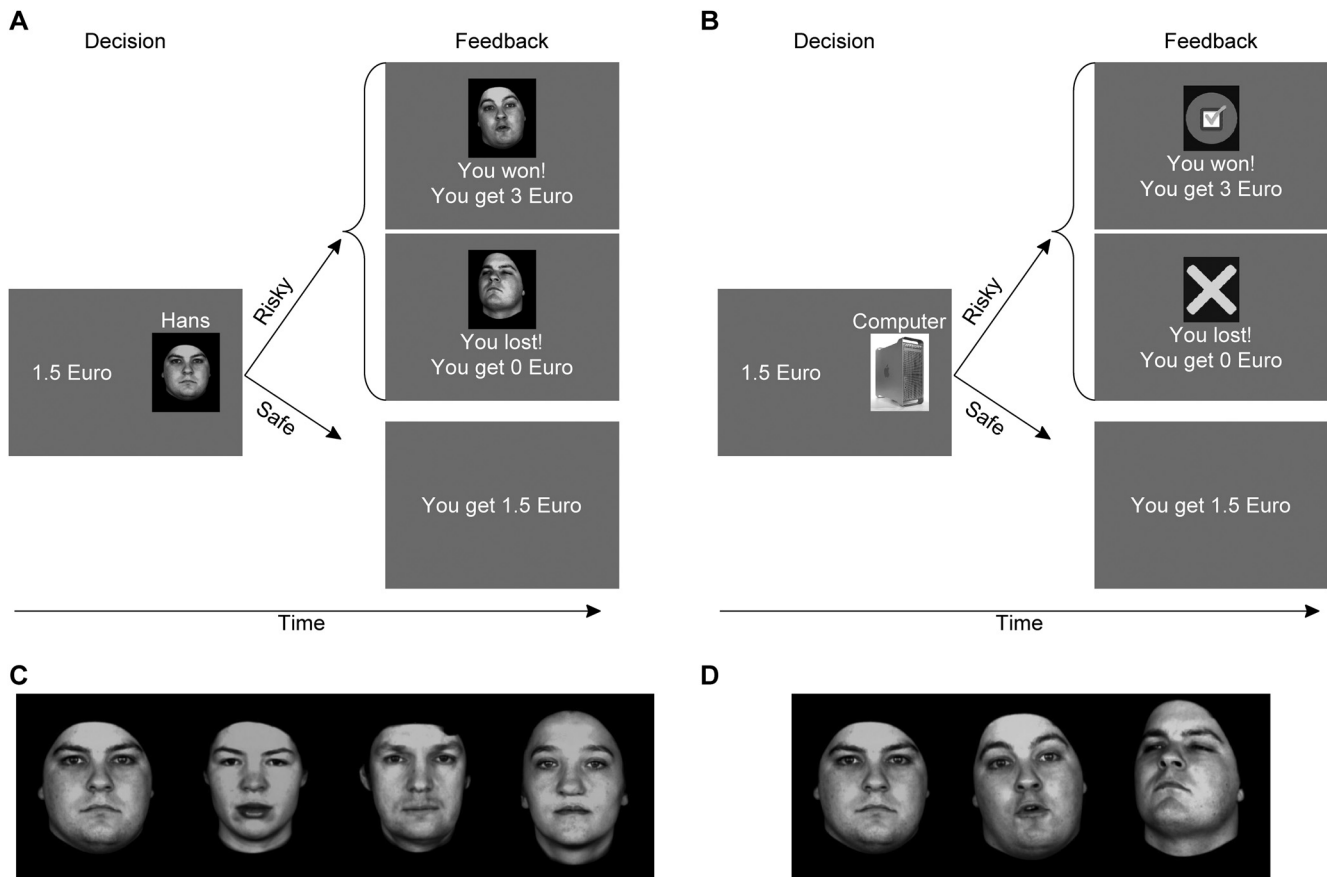 A
Decision
Feedback
You won!
You get 3 Euro
Risky
Hans
1.5 Euro
You lost!
You get 0 Euro
Safe
You get 1.5 Euro
Time
B
Decision
Feedback
You won!
You get 3 Euro
Risky
Computer
1.5 Euro
You lost!
You get 0 Euro
Safe
You get 1.5 Euro
Time
C
D